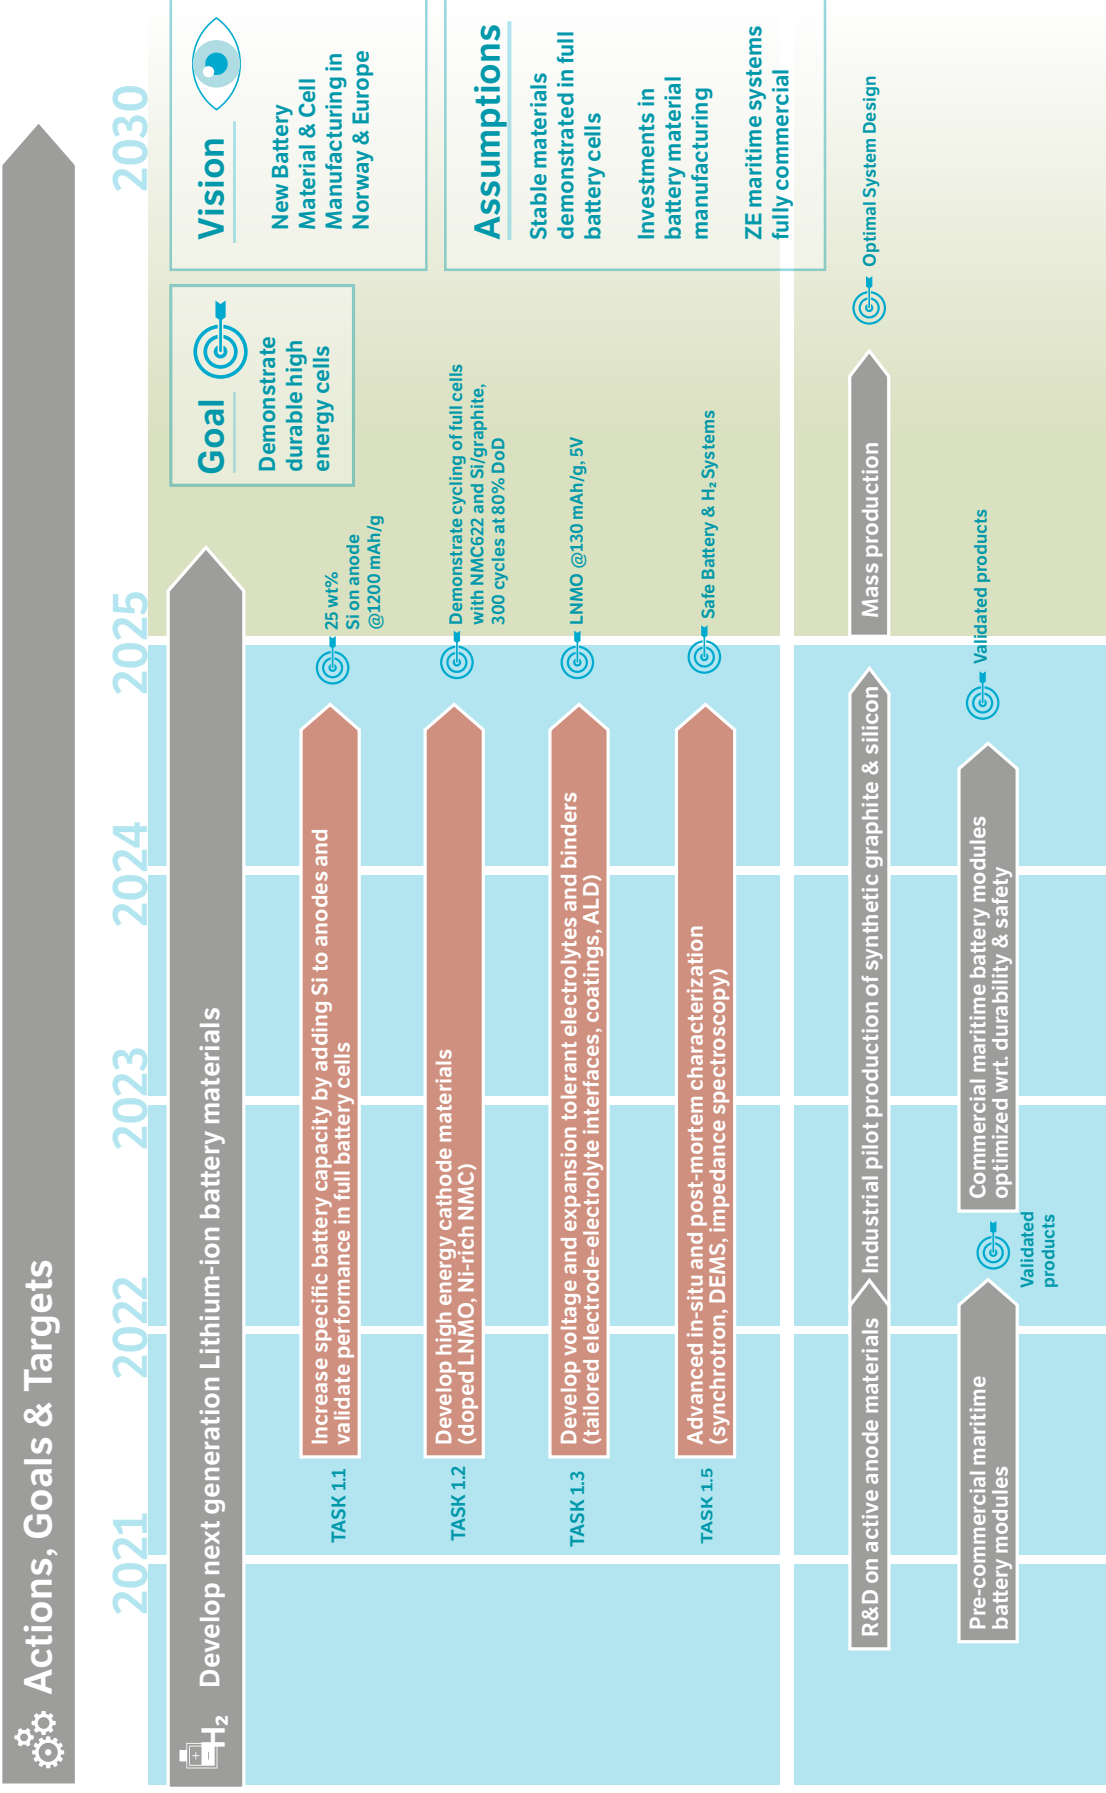 Actions, Goals & Targets
2021
2022
2023
2024
2025
2030
H₂
Develop next generation Lithium-ion battery materials
Goal
Demonstrate
durable high
energy cells
Vision
New Battery
Material & Cell
Manufacturing in
Norway & Europe
Assumptions
Stable materials
demonstrated in full
battery cells
Investments in
battery material
manufacturing
ZE maritime systems
fully commercial
TASK 1.1
Increase specific battery capacity by adding Si to anodes and
validate performance in full battery cells
25 wt%
Si on anode
@1200 mAh/g
TASK 1.2
Develop high energy cathode materials
(doped LNMO, Ni-rich NMC)
Demonstrate cycling of full cells
with NMC622 and Si/graphite,
300 cycles at 80% DoD
TASK 1.3
Develop voltage and expansion tolerant electrolytes and binders
(tailored electrode-electrolyte interfaces, coatings, ALD)
LNMO @130 mAh/g, 5V
TASK 1.5
Advanced in-situ and post-mortem characterization
(synchrotron, DEMS, impedance spectroscopy)
Safe Battery & H₂ Systems
R&D on active anode materials
Industrial pilot production of synthetic graphite & silicon
Mass production
Optimal System Design
Pre-commercial maritime
battery modules
Validated
products
Commercial maritime battery modules
optimized wrt. durability & safety
Validated products